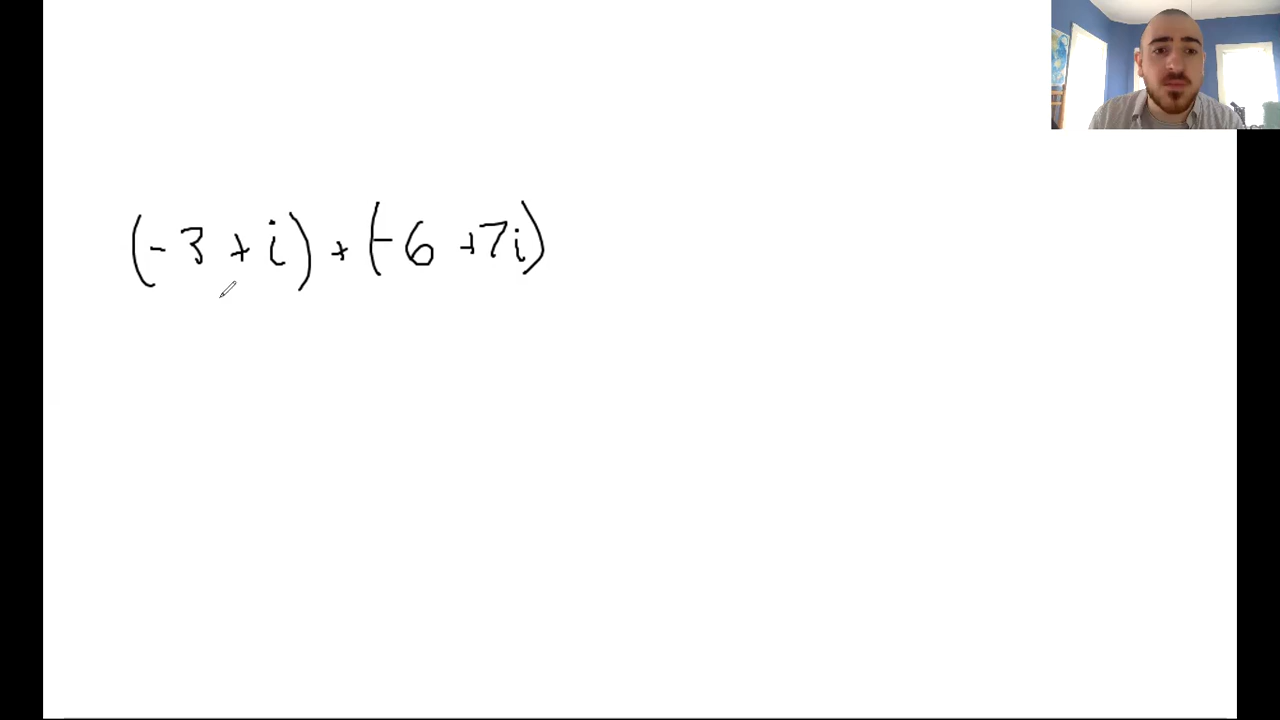 (-3 + i) + (-6 + 7i)